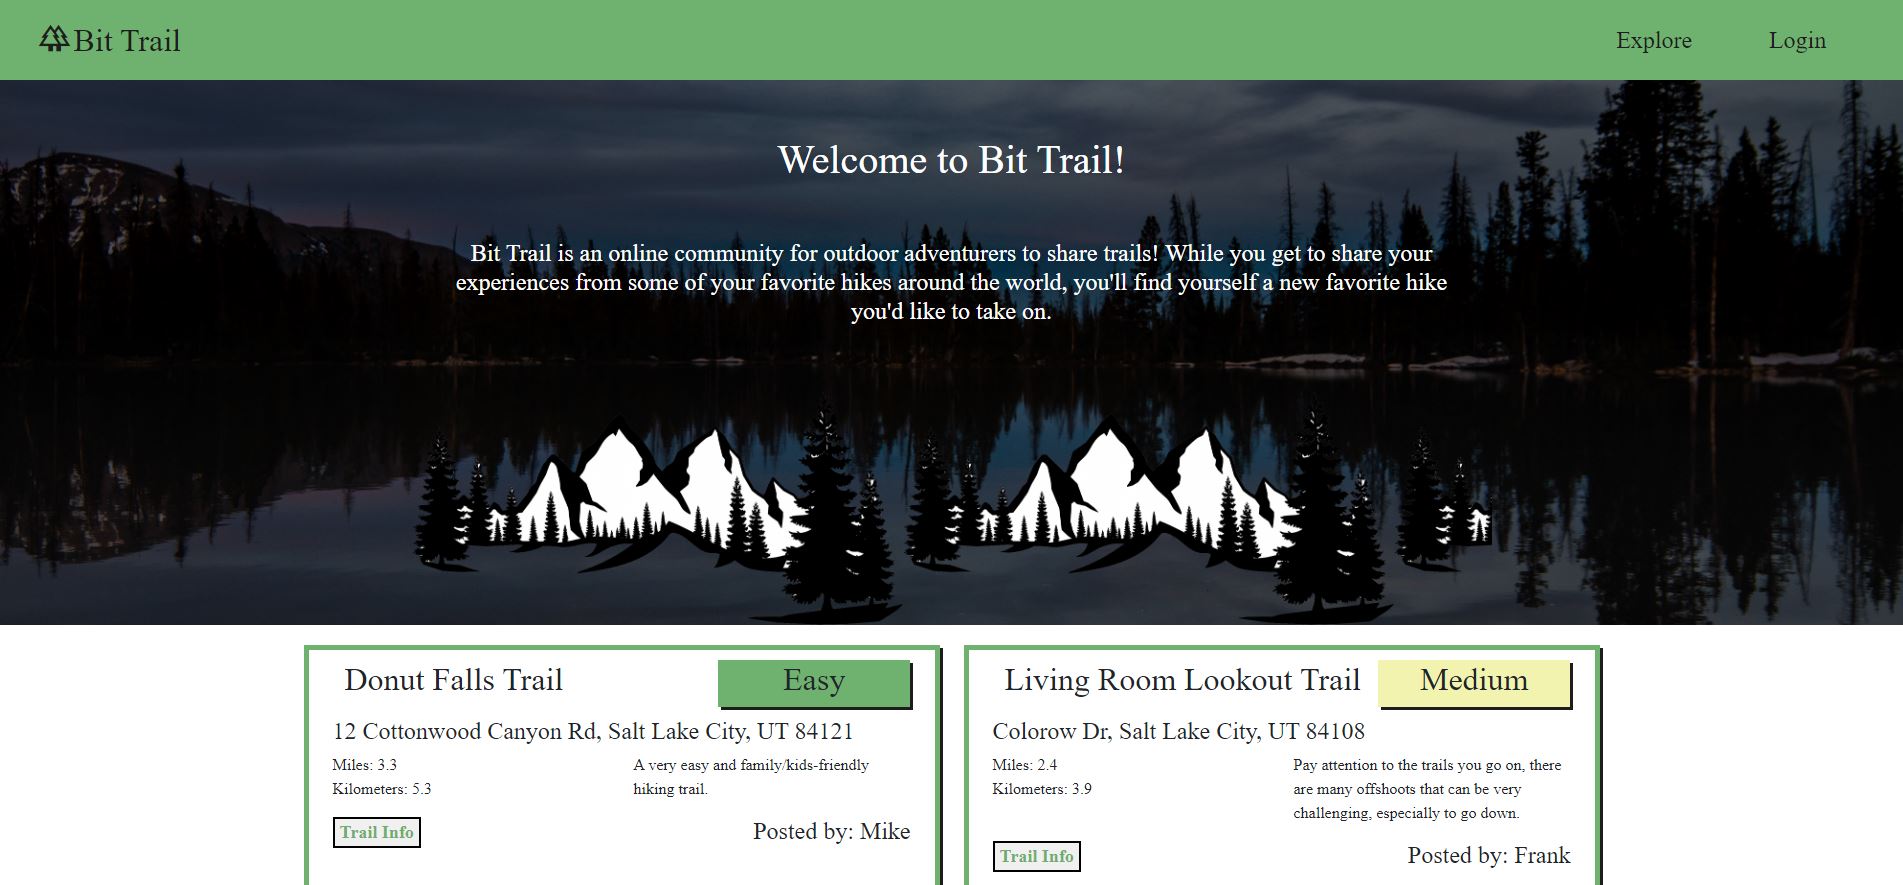 Bit Trail
Explore
Login
Welcome to Bit Trail!
Bit Trail is an online community for outdoor adventurers to share trails! While you get to share your
experiences from some of your favorite hikes around the world, you'll find yourself a new favorite hike
you'd like to take on.
Donut Falls Trail
Easy
12 Cottonwood Canyon Rd, Salt Lake City, UT 84121
Miles: 3.3
Kilometers: 5.3
A very easy and family/kids-friendly
hiking trail.
Trail Info
Posted by: Mike
Living Room Lookout Trail
Medium
Colorow Dr, Salt Lake City, UT 84108
Miles: 2.4
Kilometers: 3.9
Pay attention to the trails you go on, there
are many offshoots that can be very
challenging, especially to go down.
Trail Info
Posted by: Frank